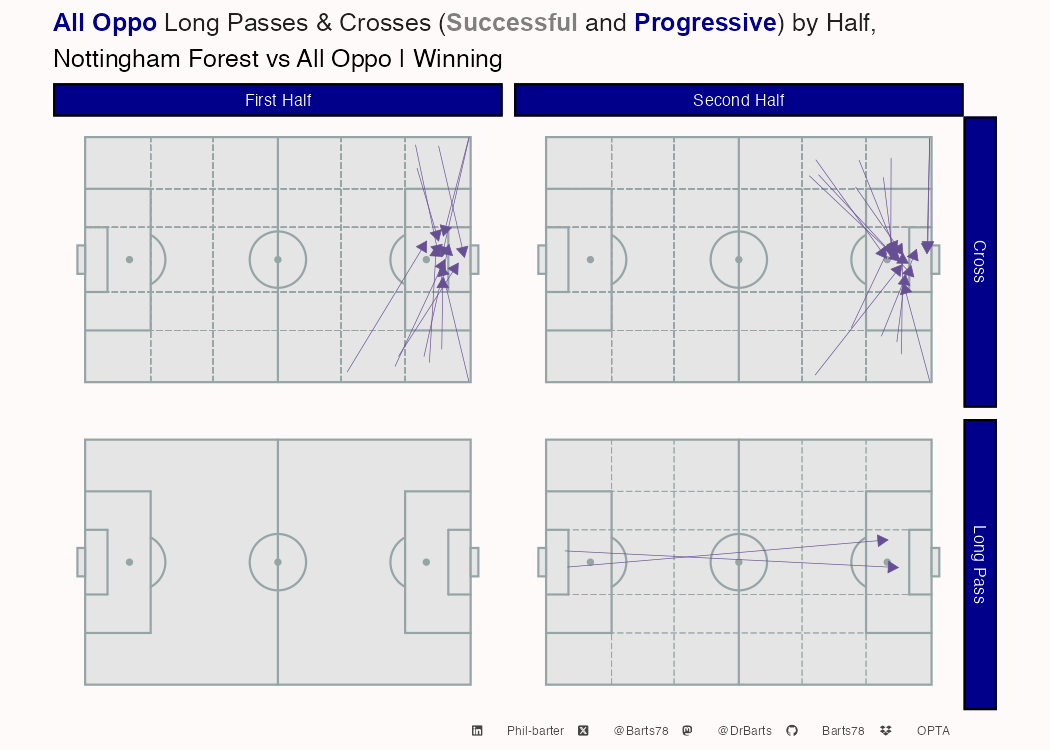 All Oppo Long Passes & Crosses (Successful and Progressive) by Half,
Nottingham Forest vs All Oppo | Winning
First Half
Second Half
Cross
Long Pass
Phil-barter @Barts78 @DrBarts Barts78 OPTA